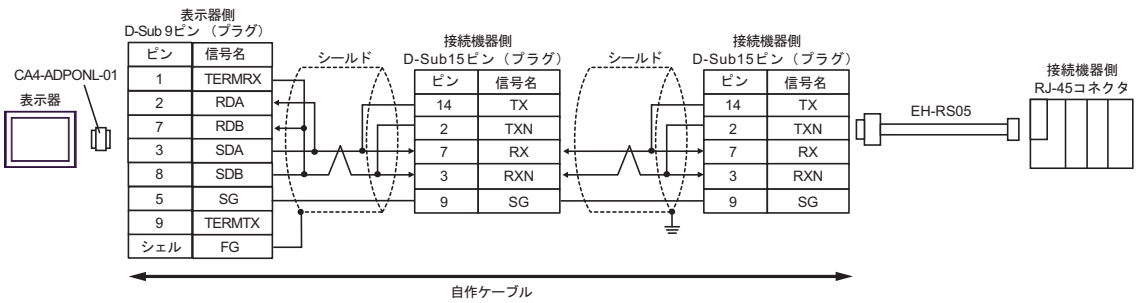 表示器側
D-Sub 9ピン（プラグ）
ピン 信号名
1 TERMRX
2 RDA
7 RDB
3 SDA
8 SDB
5 SG
9 TERMTX
シェル FG
CA4-ADPONL-01
表示器
シールド
接続機器側
D-Sub15ピン（プラグ）
ピン 信号名
14 TX
2 TXN
7 RX
3 RXN
9 SG
シールド
接続機器側
D-Sub15ピン（プラグ）
ピン 信号名
14 TX
2 TXN
7 RX
3 RXN
9 SG
EH-RS05
接続機器側
RJ-45コネクタ
自作ケーブル